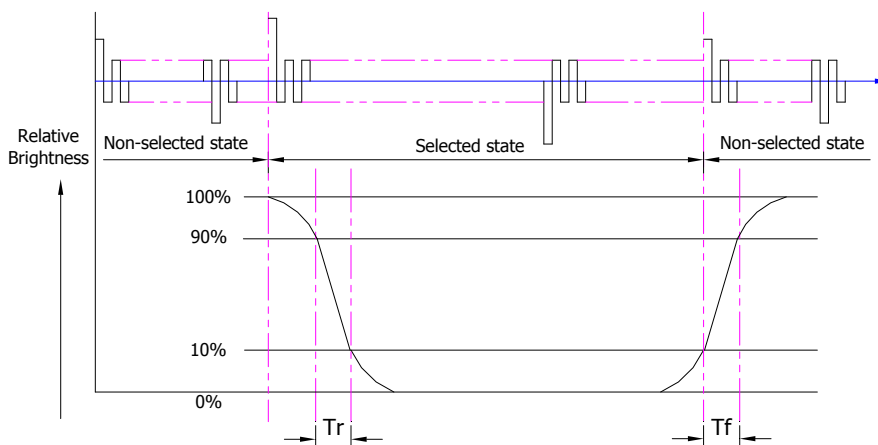 Relative
Brightness
Non-selected state
Selected state
Non-selected state
100%
90%
10%
0%
Tr
Tf